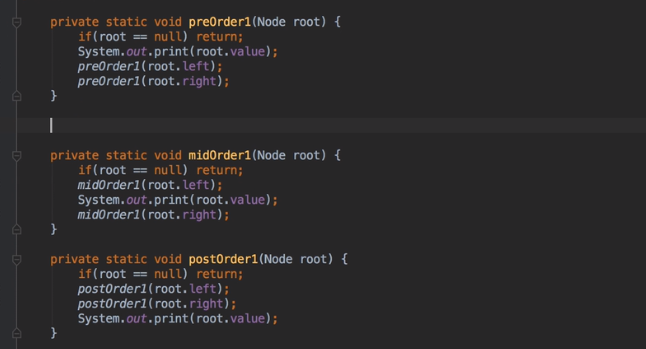 private static void preOrder1(Node root) {
if(root == null) return;
System.out.print(root.value);
preOrder1(root.left);
preOrder1(root.right);
}
private static void midOrder1(Node root) {
if(root == null) return;
midOrder1(root.left);
System.out.print(root.value);
midOrder1(root.right);
}
private static void postOrder1(Node root) {
if(root == null) return;
postOrder1(root.left);
postOrder1(root.right);
System.out.print(root.value);
}